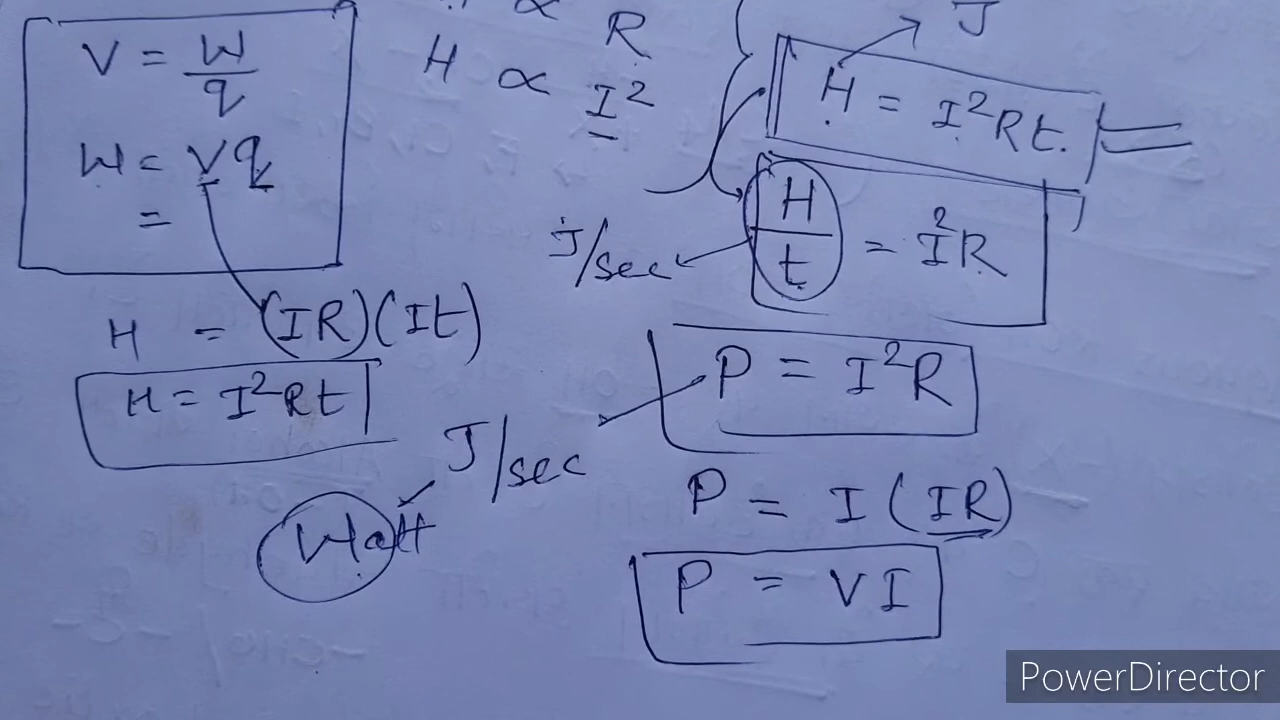 V = W/q
W = Vq
=
H = (IR)(It)
H = I²Rt
∝ R
H ∝ I²
J
H = I²Rt.
H/t = I²R
J/sec
P = I²R
J/sec
Watt
P = I (IR)
P = VI
PowerDirector